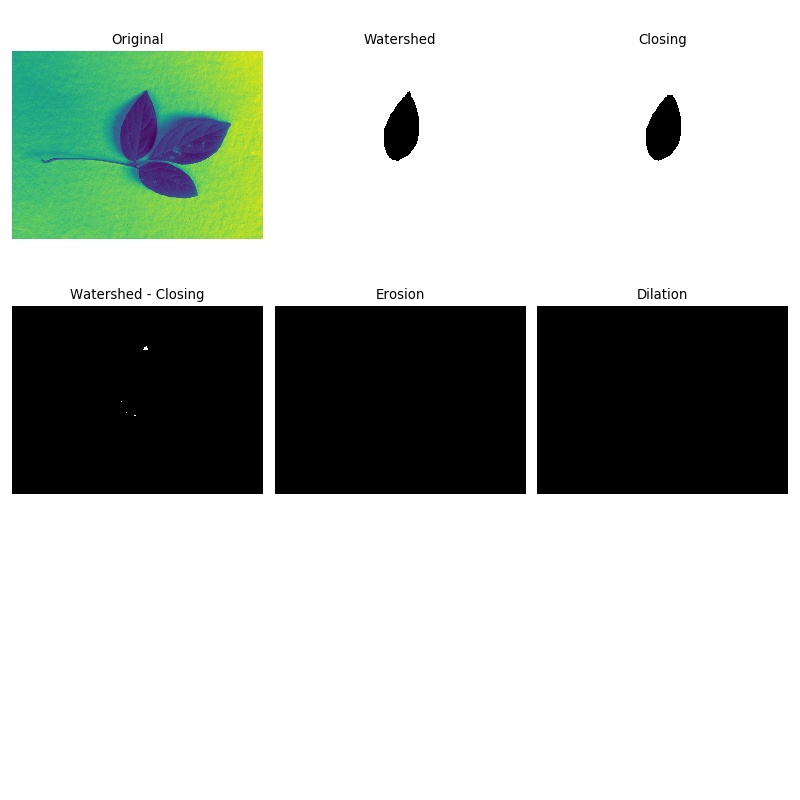 Original
Watershed
Closing
Watershed - Closing
Erosion
Dilation